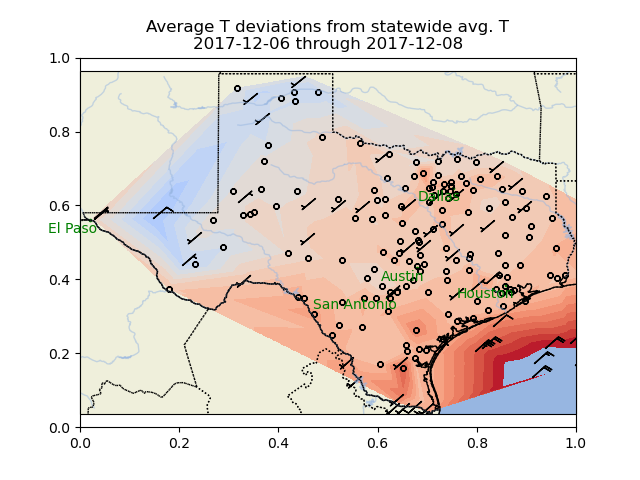 Average T deviations from statewide avg. T
2017-12-06 through 2017-12-08
1.0
0.8
0.6
0.4
0.2
0.0
Dallas
El Paso
Austin
Houston
San Antonio
0.0
0.2
0.4
0.6
0.8
1.0